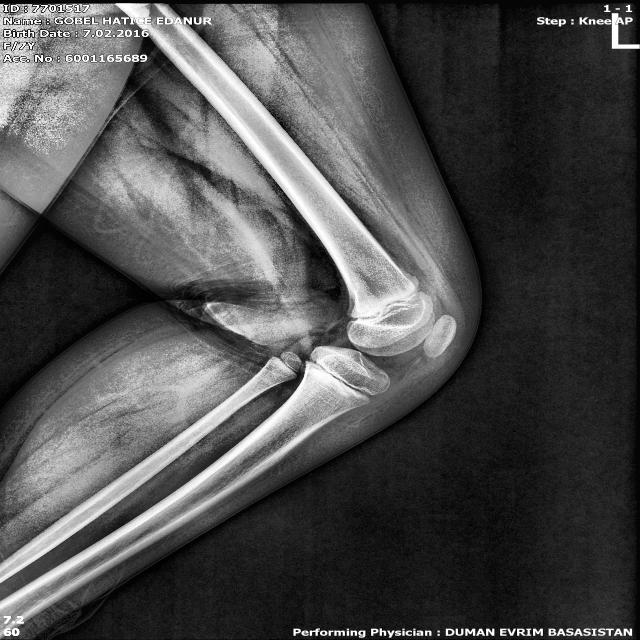 ID : 7701517
Name : GOBEL HATICE EDANUR
Birth Date : 7.02.2016
F/7Y
Acc. No : 6001165689
1 - 1
Step : Knee AP
L
7.2
60
Performing Physician : DUMAN EVRIM BASASISTAN